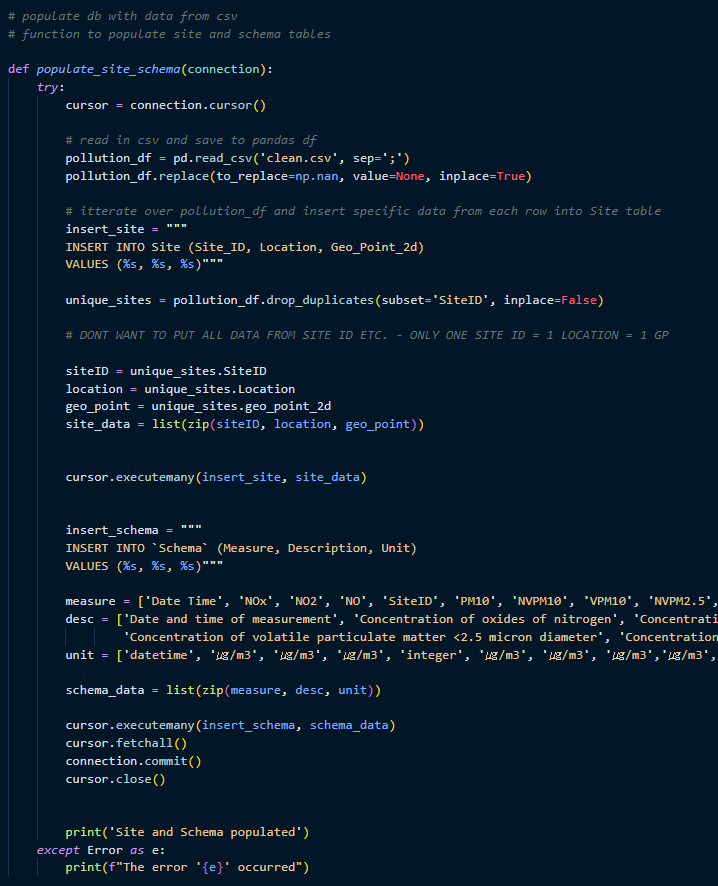 # populate db with data from csv
# function to populate site and schema tables
def populate_site_schema(connection):
try:
cursor = connection.cursor()
# read in csv and save to pandas df
pollution_df = pd.read_csv('clean.csv', sep=';')
pollution_df.replace(to_replace=np.nan, value=None, inplace=True)
# itterate over pollution_df and insert specific data from each row into Site table
insert_site = """
INSERT INTO Site (Site_ID, Location, Geo_Point_2d)
VALUES (%s, %s, %s)"""
unique_sites = pollution_df.drop_duplicates(subset='SiteID', inplace=False)
# DONT WANT TO PUT ALL DATA FROM SITE ID ETC. - ONLY ONE SITE ID = 1 LOCATION = 1 GP
siteID = unique_sites.SiteID
location = unique_sites.Location
geo_point = unique_sites.geo_point_2d
site_data = list(zip(siteID, location, geo_point))
cursor.executemany(insert_site, site_data)
insert_schema = """
INSERT INTO `Schema` (Measure, Description, Unit)
VALUES (%s, %s, %s)"""
measure = ['Date Time', 'NOx', 'NO2', 'NO', 'SiteID', 'PM10', 'NVPM10', 'VPM10', 'NVPM2.5',
desc = ['Date and time of measurement', 'Concentration of oxides of nitrogen', 'Concentrati
'Concentration of volatile particulate matter <2.5 micron diameter', 'Concentration
unit = ['datetime', '㎍/m3', '㎍/m3', '㎍/m3', 'integer', '㎍/m3', '㎍/m3', '㎍/m3','㎍/m3',
schema_data = list(zip(measure, desc, unit))
cursor.executemany(insert_schema, schema_data)
cursor.fetchall()
connection.commit()
cursor.close()
print('Site and Schema populated')
except Error as e:
print(f"The error '{e}' occurred")